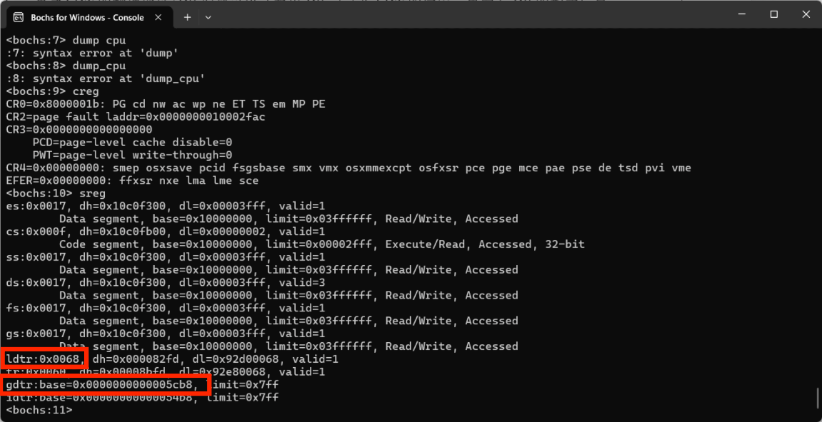 Bochs for Windows - Console
<bochs:7> dump cpu
:7: syntax error at 'dump'
<bochs:8> dump_cpu
:8: syntax error at 'dump_cpu'
<bochs:9> creg
CR0=0x8000001b: PG cd nw ac wp ne ET TS em MP PE
CR2=page fault laddr=0x0000000010002fac
CR3=0x0000000000000000
PCD=page-level cache disable=0
PWT=page-level write-through=0
CR4=0x00000000: smep osxsave pcid fsgsbase smx vmx osxmmexcpt osfxsr pce pge mce pae pse de tsd pvi vme
EFER=0x00000000: ffxsr nxe lma lme sce
<bochs:10> sreg
es:0x0017, dh=0x10c0f300, dl=0x00003fff, valid=1
Data segment, base=0x10000000, limit=0x03ffffff, Read/Write, Accessed
cs:0x000f, dh=0x10c0fb00, dl=0x00000002, valid=1
Code segment, base=0x10000000, limit=0x00002fff, Execute/Read, Accessed, 32-bit
ss:0x0017, dh=0x10c0f300, dl=0x00003fff, valid=1
Data segment, base=0x10000000, limit=0x03ffffff, Read/Write, Accessed
ds:0x0017, dh=0x10c0f300, dl=0x00003fff, valid=3
Data segment, base=0x10000000, limit=0x03ffffff, Read/Write, Accessed
fs:0x0017, dh=0x10c0f300, dl=0x00003fff, valid=1
Data segment, base=0x10000000, limit=0x03ffffff, Read/Write, Accessed
gs:0x0017, dh=0x10c0f300, dl=0x00003fff, valid=1
Data segment, base=0x10000000, limit=0x03ffffff, Read/Write, Accessed
ldtr:0x0068, dh=0x000082fd, dl=0x92d00068, valid=1
tr:0x0060, dh=0x00008bfd, dl=0x92e80068, valid=1
gdtr:base=0x0000000000005cb8, limit=0x7ff
idtr:base=0x00000000000054b8, limit=0x7ff
<bochs:11>